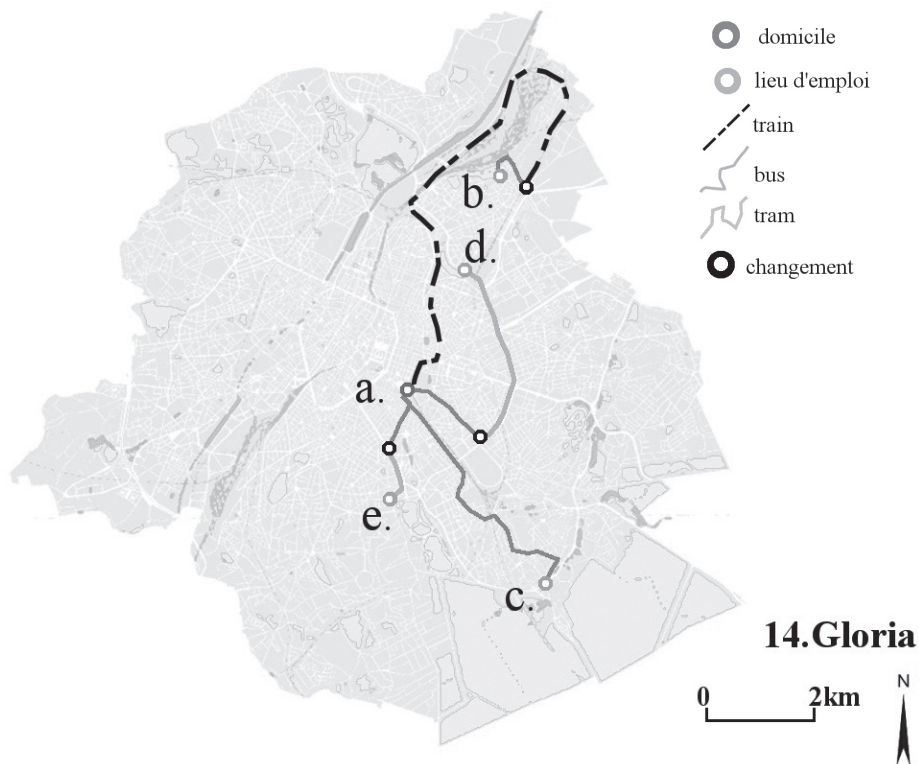 domicile
lieu d'emploi
train
bus
tram
changement
b.
d.
a.
e.
c.
14.Gloria
0 2km
N